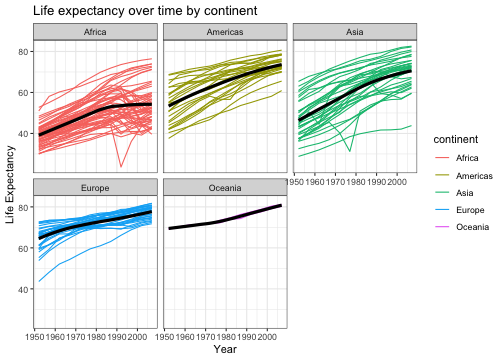 Life expectancy over time by continent
Africa
Americas
Asia
80
60
40
Europe
Oceania
1950 1960 1970 1980 1990 2000
80
60
40
1950 1960 1970 1980 1990 2000
1950 1960 1970 1980 1990 2000
Life Expectancy
Year
continent
Africa
Americas
Asia
Europe
Oceania